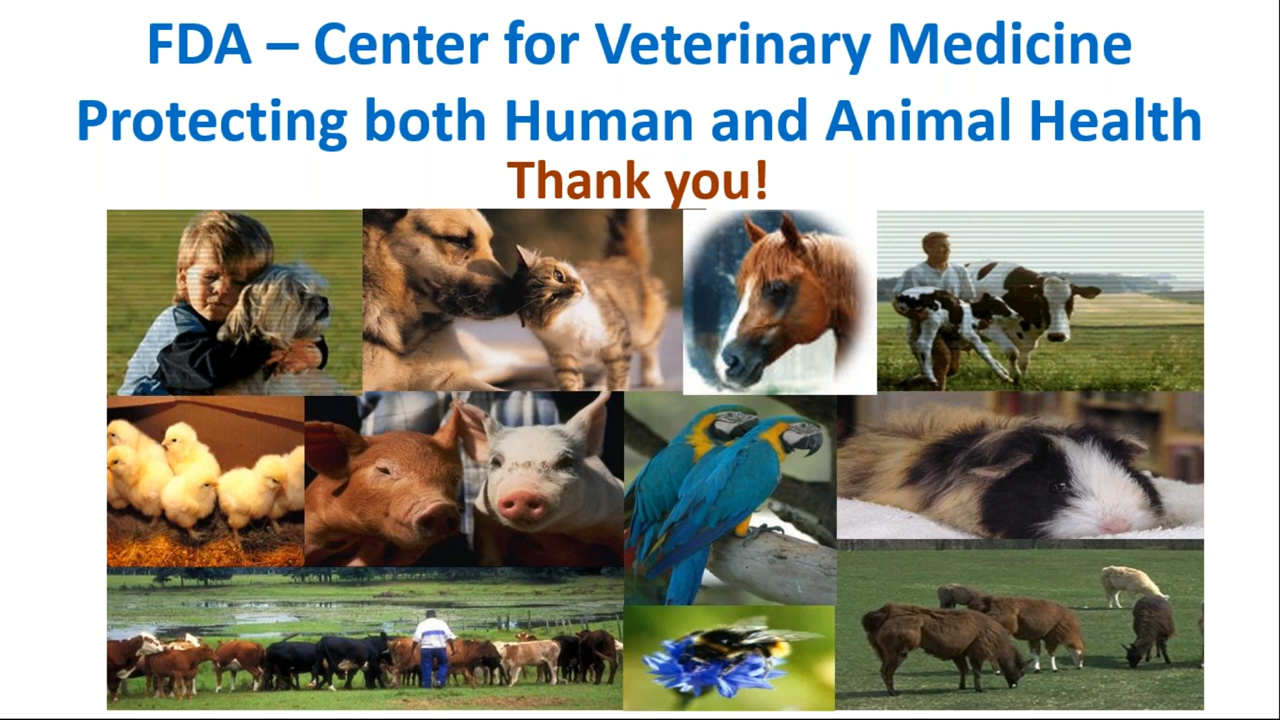 FDA – Center for Veterinary Medicine
Protecting both Human and Animal Health
Thank you!